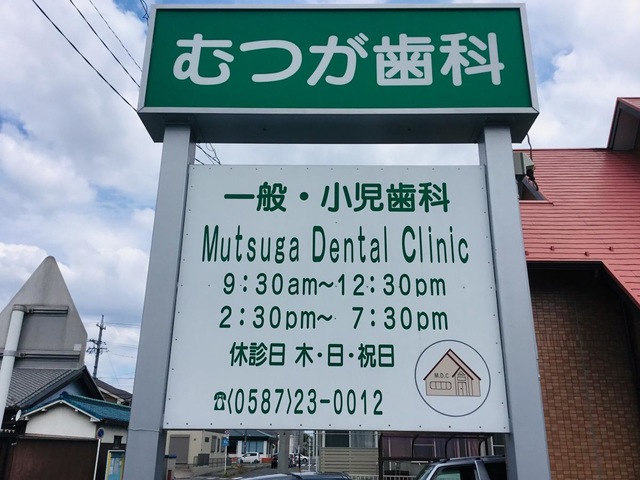 むつが歯科
一般・小児歯科
Mutsuga Dental Clinic
9:30am～12:30pm
2:30pm～ 7:30pm
休診日 木・日・祝日
☎(0587)23-0012
M.D.C